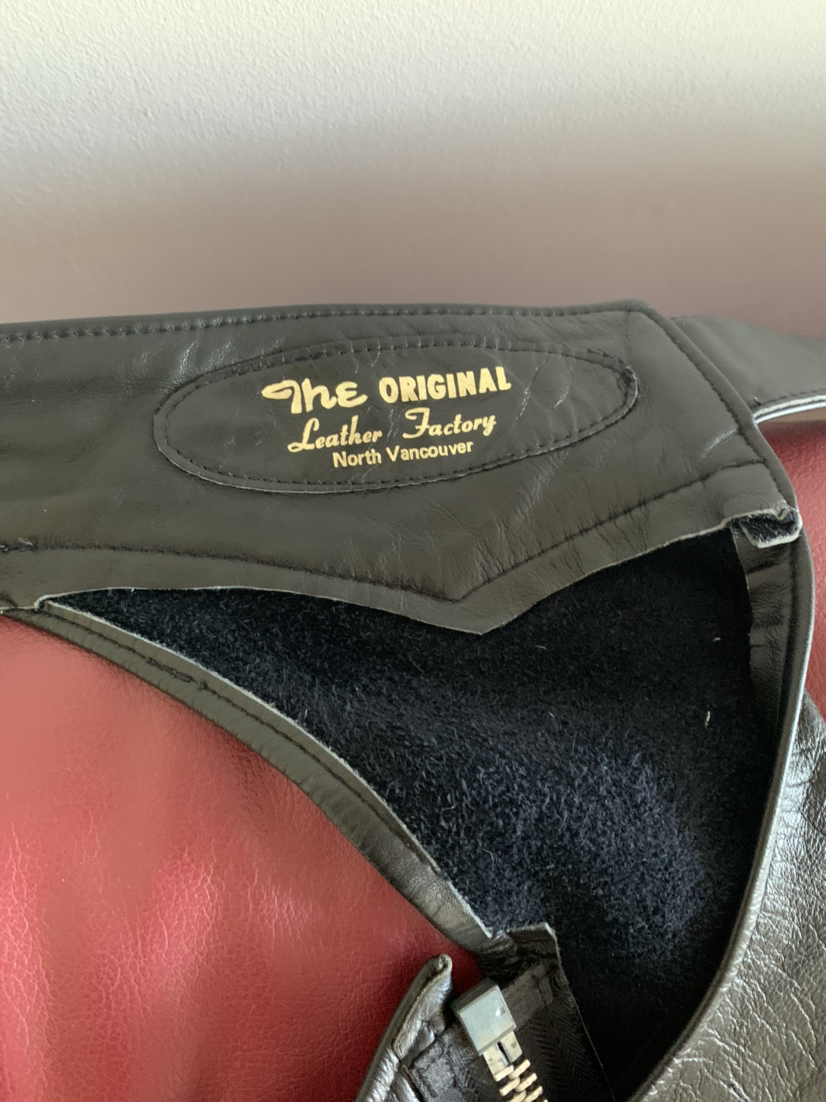 The ORIGINAL
Leather Factory
North Vancouver